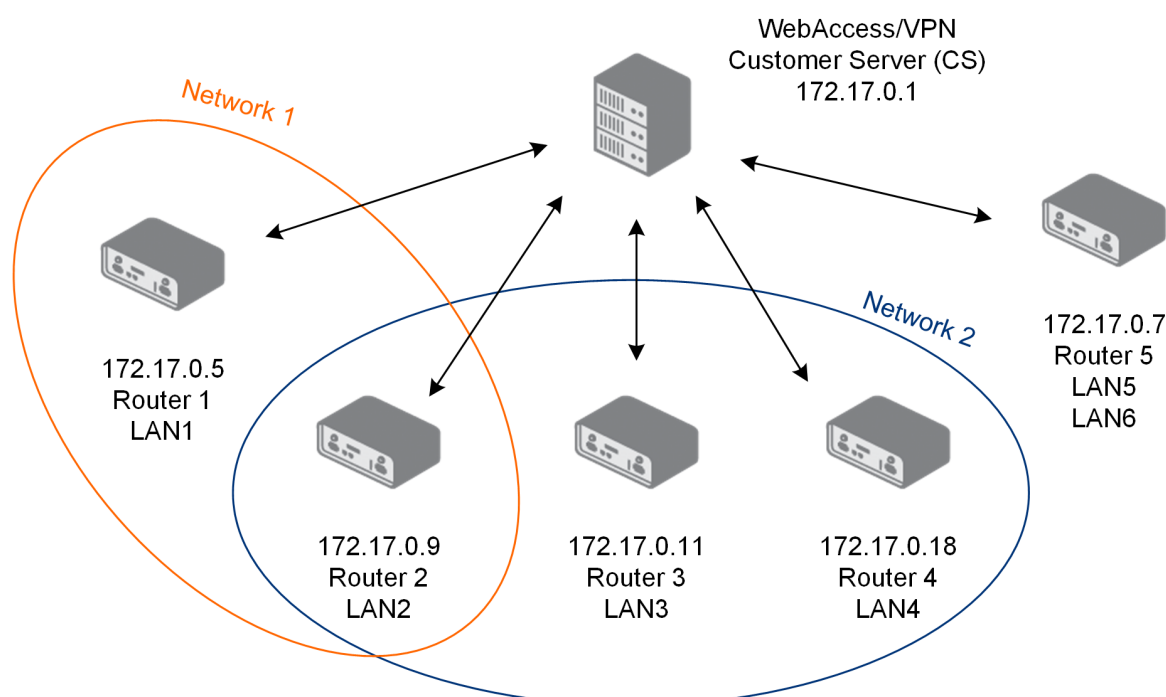 WebAccess/VPN
Customer Server (CS)
172.17.0.1
Network 1
172.17.0.5
Router 1
LAN1
Network 2
172.17.0.7
Router 5
LAN5
LAN6
172.17.0.9
Router 2
LAN2
172.17.0.11
Router 3
LAN3
172.17.0.18
Router 4
LAN4